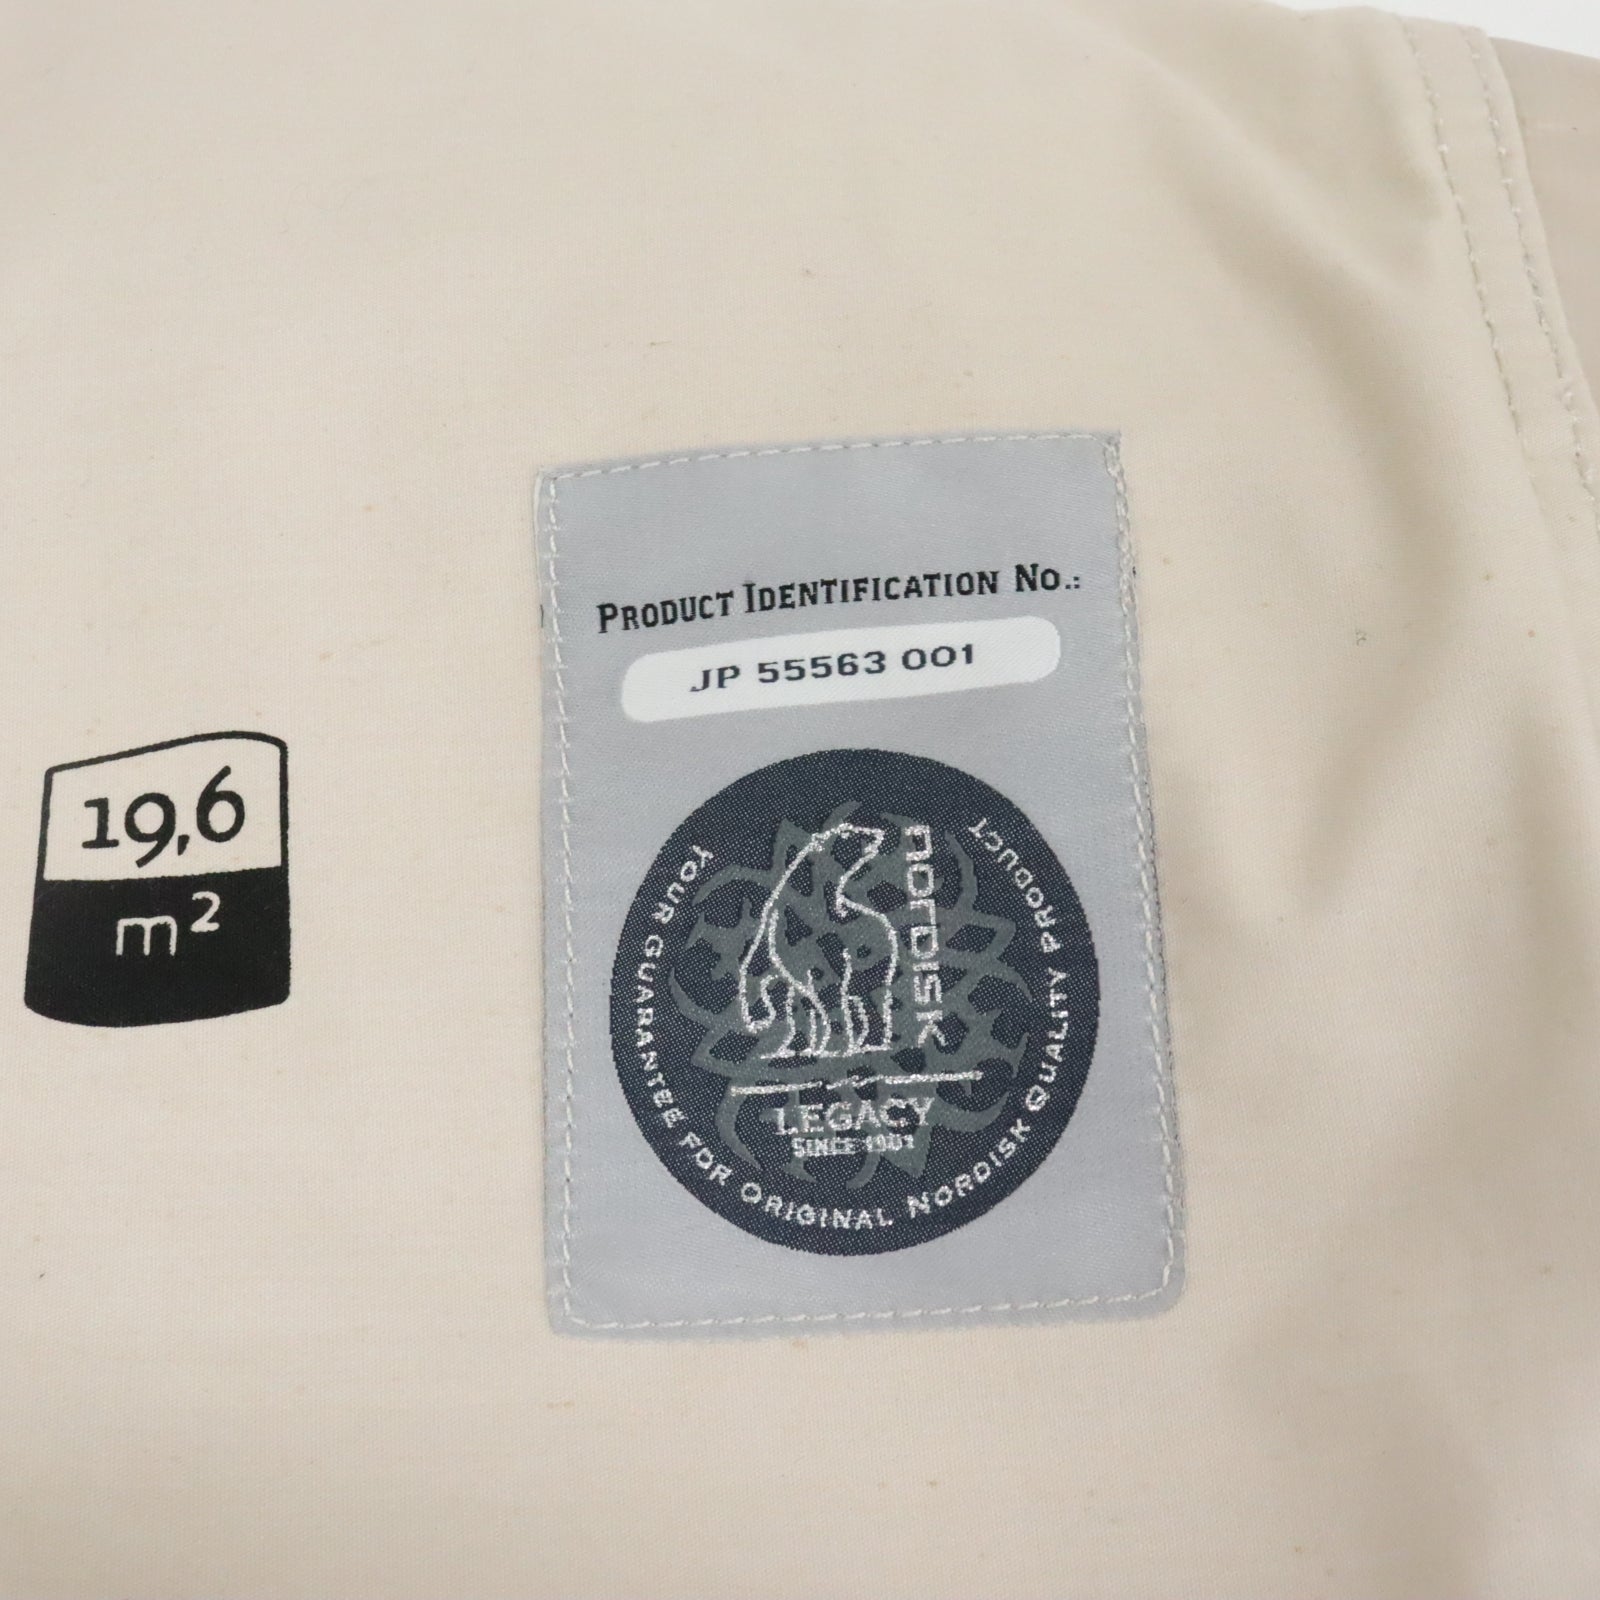 PRODUCT IDENTIFICATION NO.:
JP 55563 001
19,6
m²
nordisk
LEGACY
SINCE 1901
YOUR GUARANTEE FOR ORIGINAL NORDISK QUALITY PRODUCT